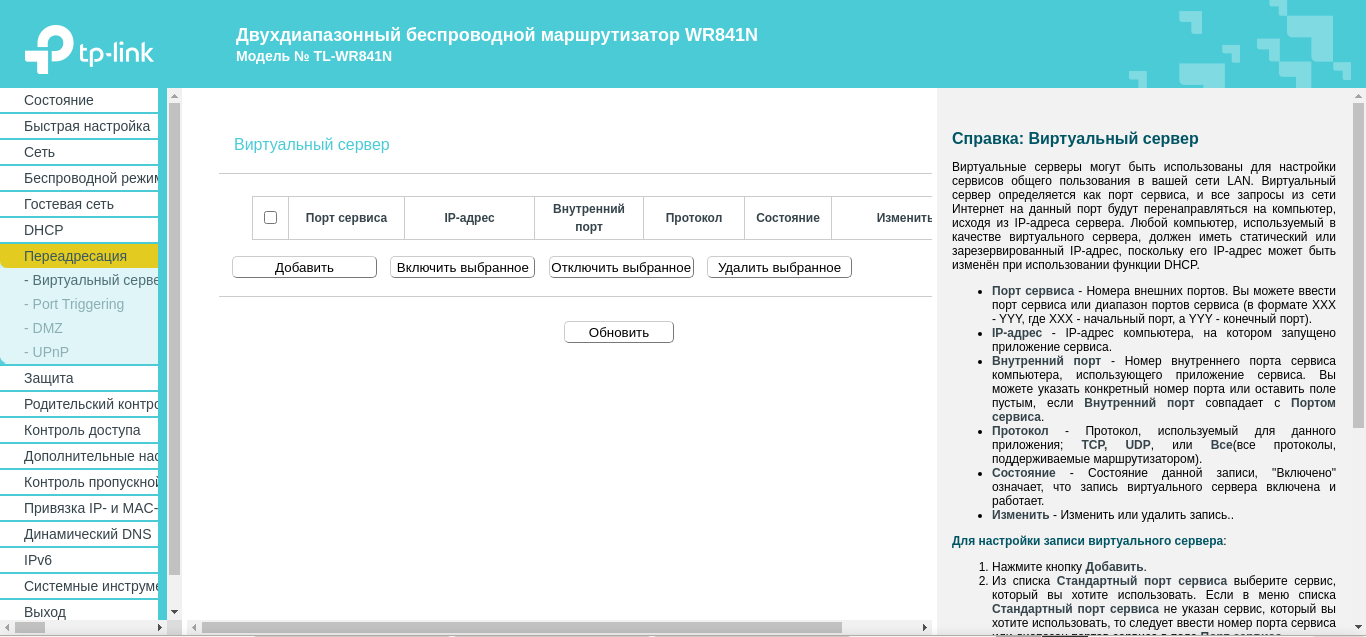 tp-link
Двухдиапазонный беспроводной маршрутизатор WR841N
Модель № TL-WR841N
Состояние
Быстрая настройка
Сеть
Беспроводной режим
Гостевая сеть
DHCP
Переадресация
- Виртуальный серве
- Port Triggering
- DMZ
- UPnP
Защита
Родительский контро
Контроль доступа
Дополнительные нас
Контроль пропускной
Привязка IP- и MAC-
Динамический DNS
IPv6
Системные инструме
Выход
Виртуальный сервер
Порт сервиса IP-адрес Внутренний порт Протокол Состояние Изменить
Добавить Включить выбранное Отключить выбранное Удалить выбранное
Обновить
Справка: Виртуальный сервер
Виртуальные серверы могут быть использованы для настройки
сервисов общего пользования в вашей сети LAN. Виртуальный
сервер определяется как порт сервиса, и все запросы из сети
Интернет на данный порт будут перенаправляться на компьютер,
исходя из IP-адреса сервера. Любой компьютер, используемый в
качестве виртуального сервера, должен иметь статический или
зарезервированный IP-адрес, поскольку его IP-адрес может быть
изменён при использовании функции DHCP.
• Порт сервиса - Номера внешних портов. Вы можете ввести
порт сервиса или диапазон портов сервиса (в формате XXX
- YYY, где XXX - начальный порт, а YYY - конечный порт).
• IP-адрес - IP-адрес компьютера, на котором запущено
приложение сервиса.
• Внутренний порт - Номер внутреннего порта сервиса
компьютера, использующего приложение сервиса. Вы
можете указать конкретный номер порта или оставить поле
пустым, если Внутренний порт совпадает с Портом
сервиса.
• Протокол - Протокол, используемый для данного
приложения; TCP, UDP, или Все(все протоколы,
поддерживаемые маршрутизатором).
• Состояние - Состояние данной записи, "Включено"
означает, что запись виртуального сервера включена и
работает.
• Изменить - Изменить или удалить запись..
Для настройки записи виртуального сервера:
1. Нажмите кнопку Добавить.
2. Из списка Стандартный порт сервиса выберите сервис,
который вы хотите использовать. Если в меню списка
Стандартный порт сервиса не указан сервис, который вы
хотите использовать, то следует ввести номер порта сервиса
или диапазон портов сервиса в поле Порт сервиса.